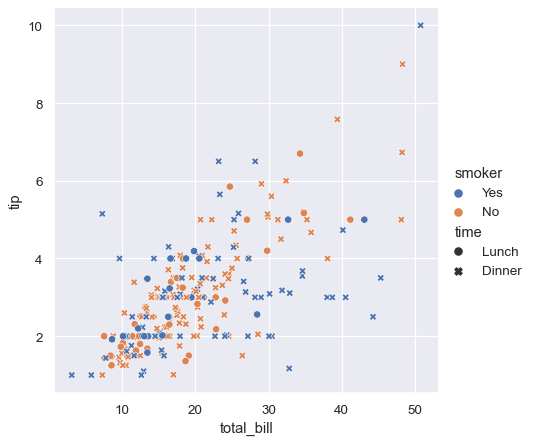 10
8
6
4
2
tip
10
20
30
40
50
total_bill
smoker
Yes
No
time
Lunch
Dinner